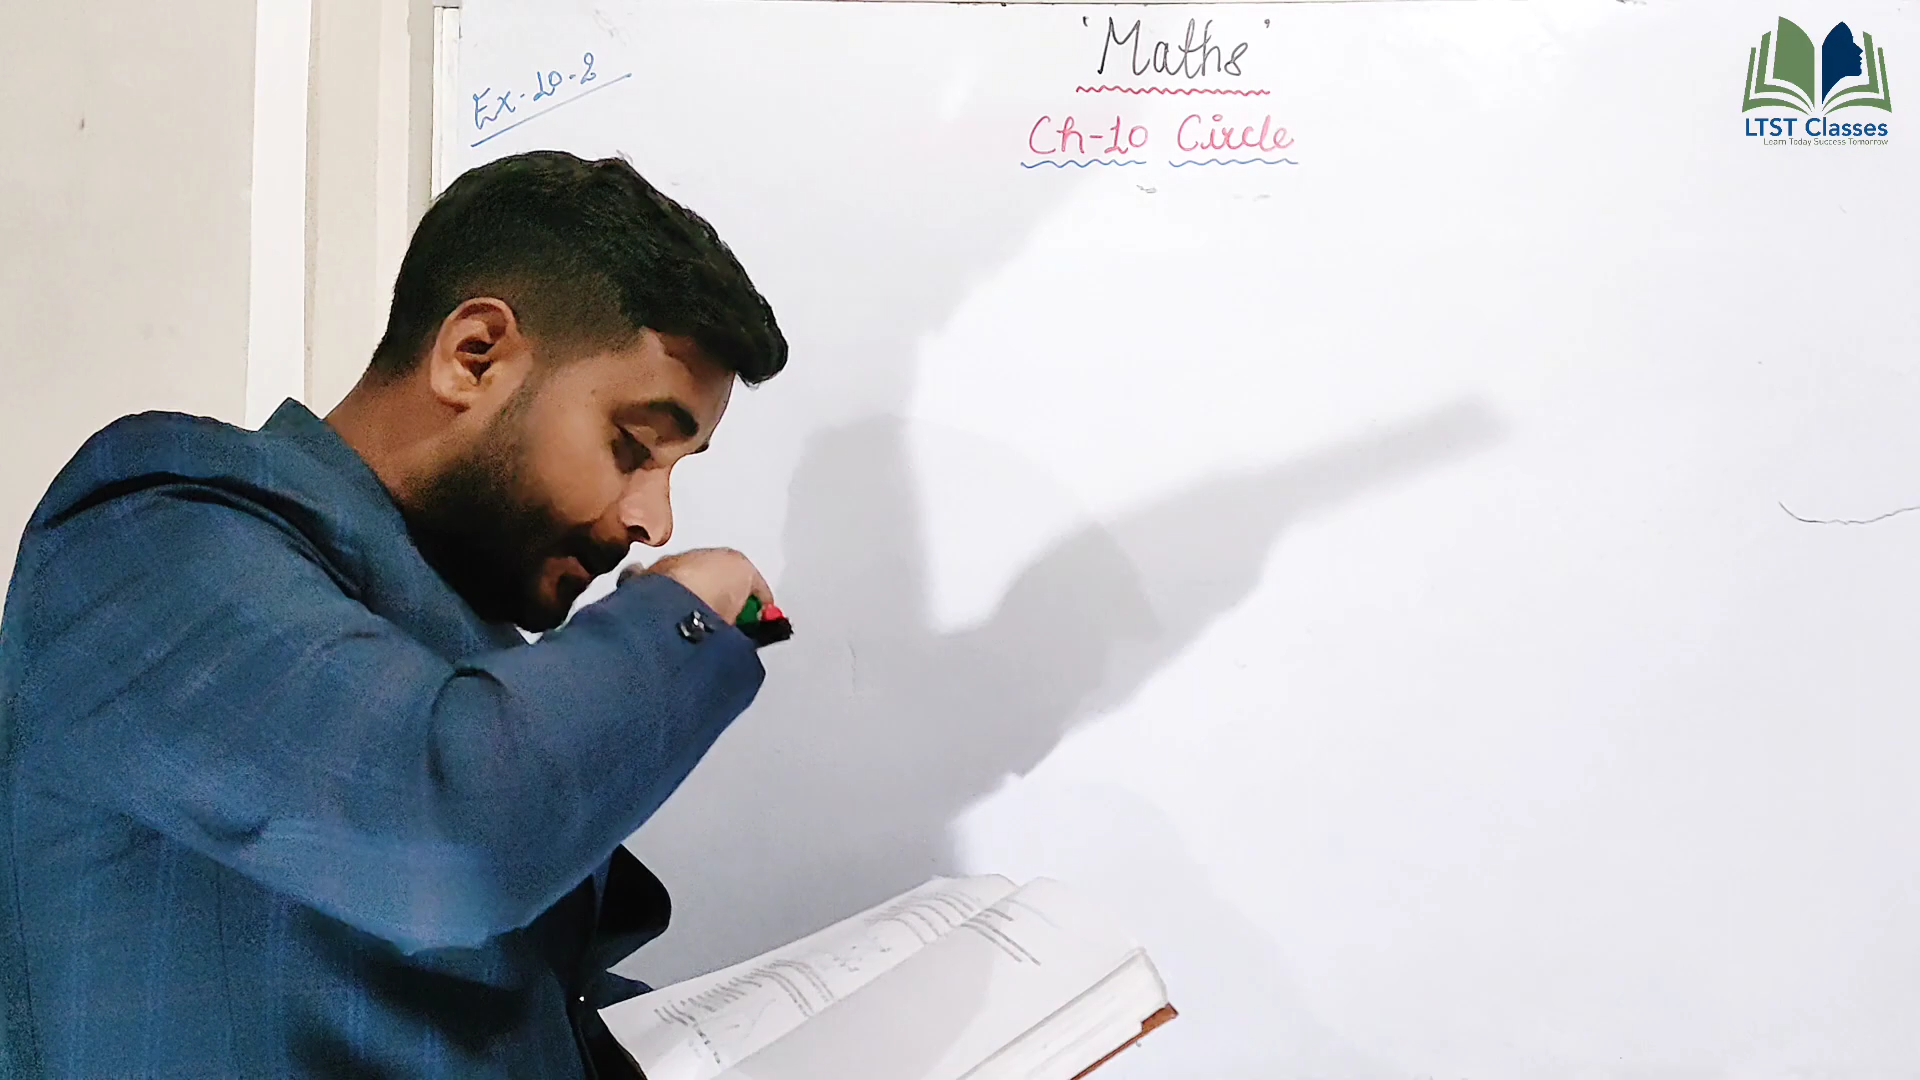 'Maths'
Ex-10-2
Ch-10 Circle
LTST Classes
Learn Today Success Tomorrow